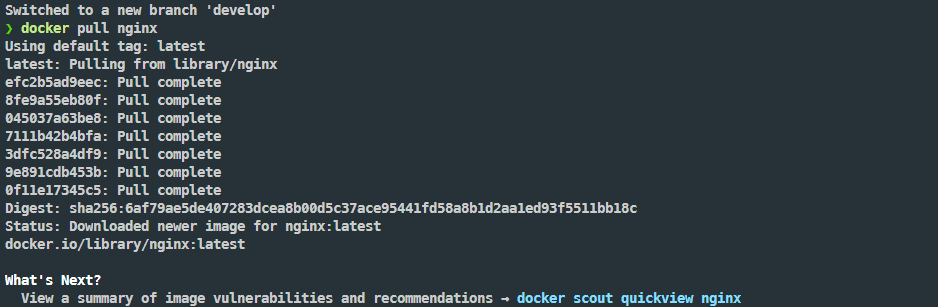 Switched to a new branch 'develop'
❯ docker pull nginx
Using default tag: latest
latest: Pulling from library/nginx
efc2b5ad9eec: Pull complete
8fe9a55eb80f: Pull complete
045037a63be8: Pull complete
7111b42b4bfa: Pull complete
3dfc528a4df9: Pull complete
9e891cdb453b: Pull complete
0f11e17345c5: Pull complete
Digest: sha256:6af79ae5de407283dcea8b00d5c37ace95441fd58a8b1d2aa1ed93f5511bb18c
Status: Downloaded newer image for nginx:latest
docker.io/library/nginx:latest
What's Next?
View a summary of image vulnerabilities and recommendations → docker scout quickview nginx